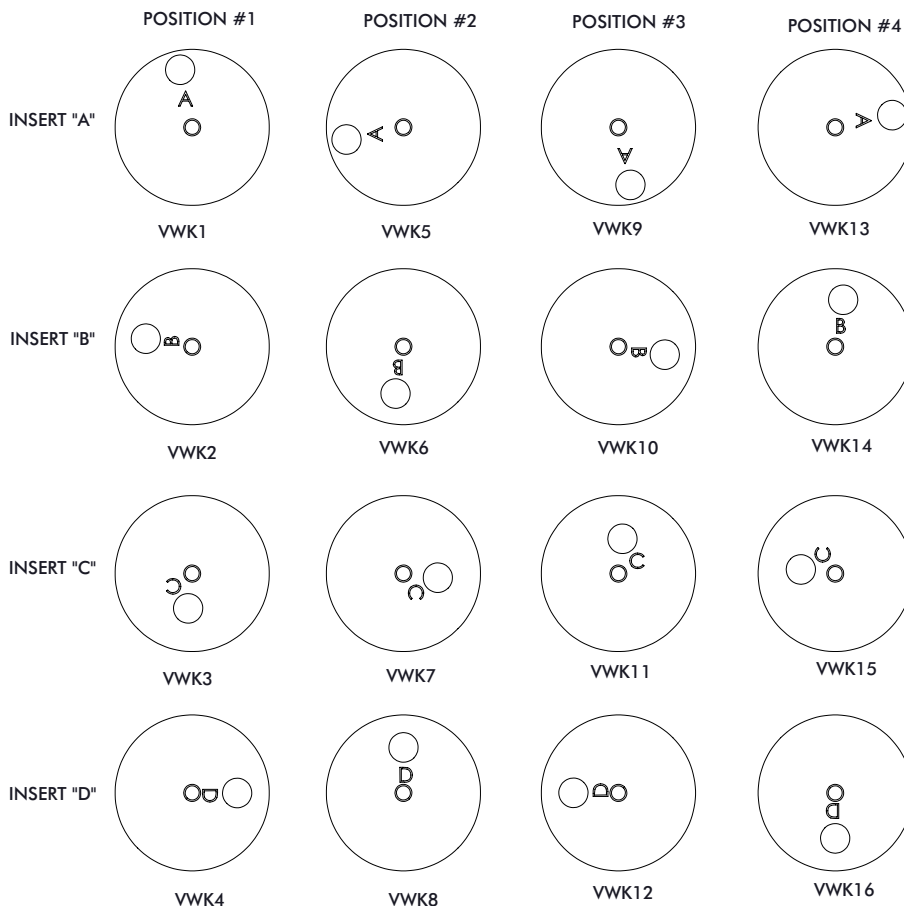 POSITION #1 POSITION #2 POSITION #3 POSITION #4
INSERT "A" A A A A
VWK1 VWK5 VWK9 VWK13
INSERT "B" B B B B
VWK2 VWK6 VWK10 VWK14
INSERT "C" C C C C
VWK3 VWK7 VWK11 VWK15
INSERT "D" D D D D
VWK4 VWK8 VWK12 VWK16